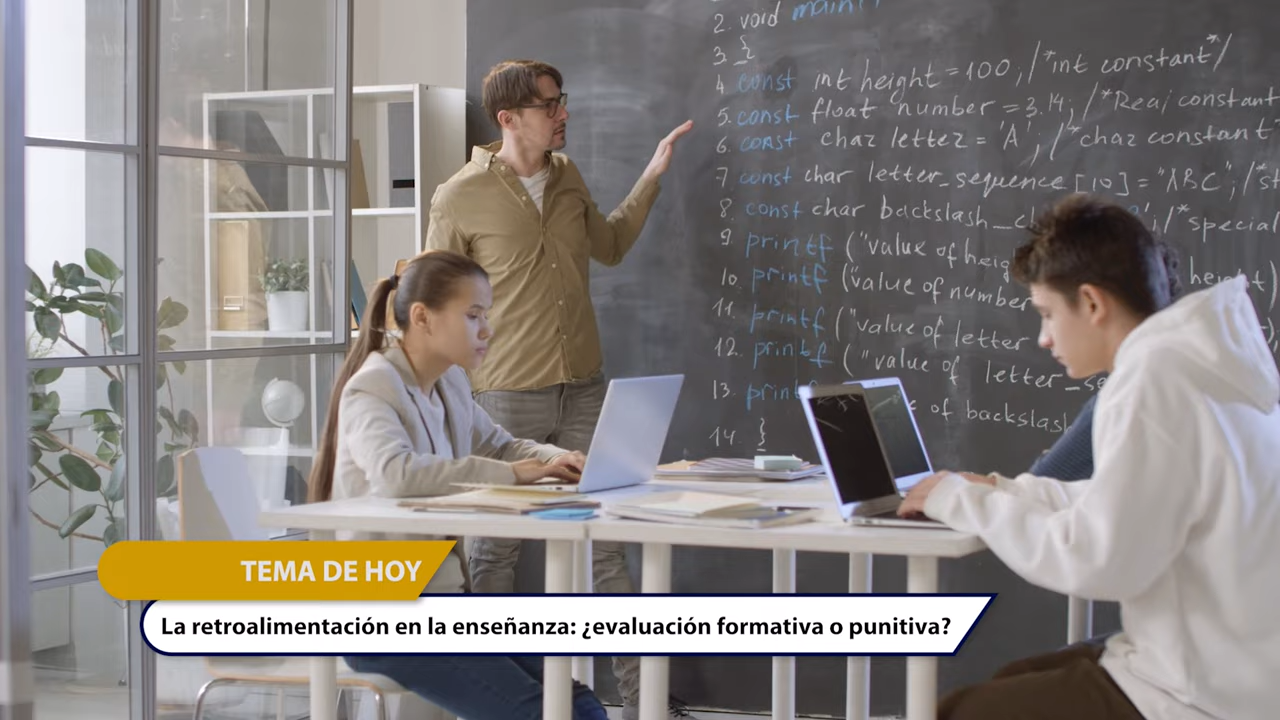 2. void main()
3. {
4. const int height = 100; /*int constant*/
5. const float number = 3.14; /*Real constant
6. const char letter = 'A'; /*char constant
7. const char letter_sequence[10] = "ABC"; /*st
8. const char backslash_c ; /*special
9. printf ("value of heig height)
10. printf ("value of number
11. printf ("value of letter
12. printf ("value of letter_se
13. print e of backslash
14. }
TEMA DE HOY
La retroalimentación en la enseñanza: ¿evaluación formativa o punitiva?